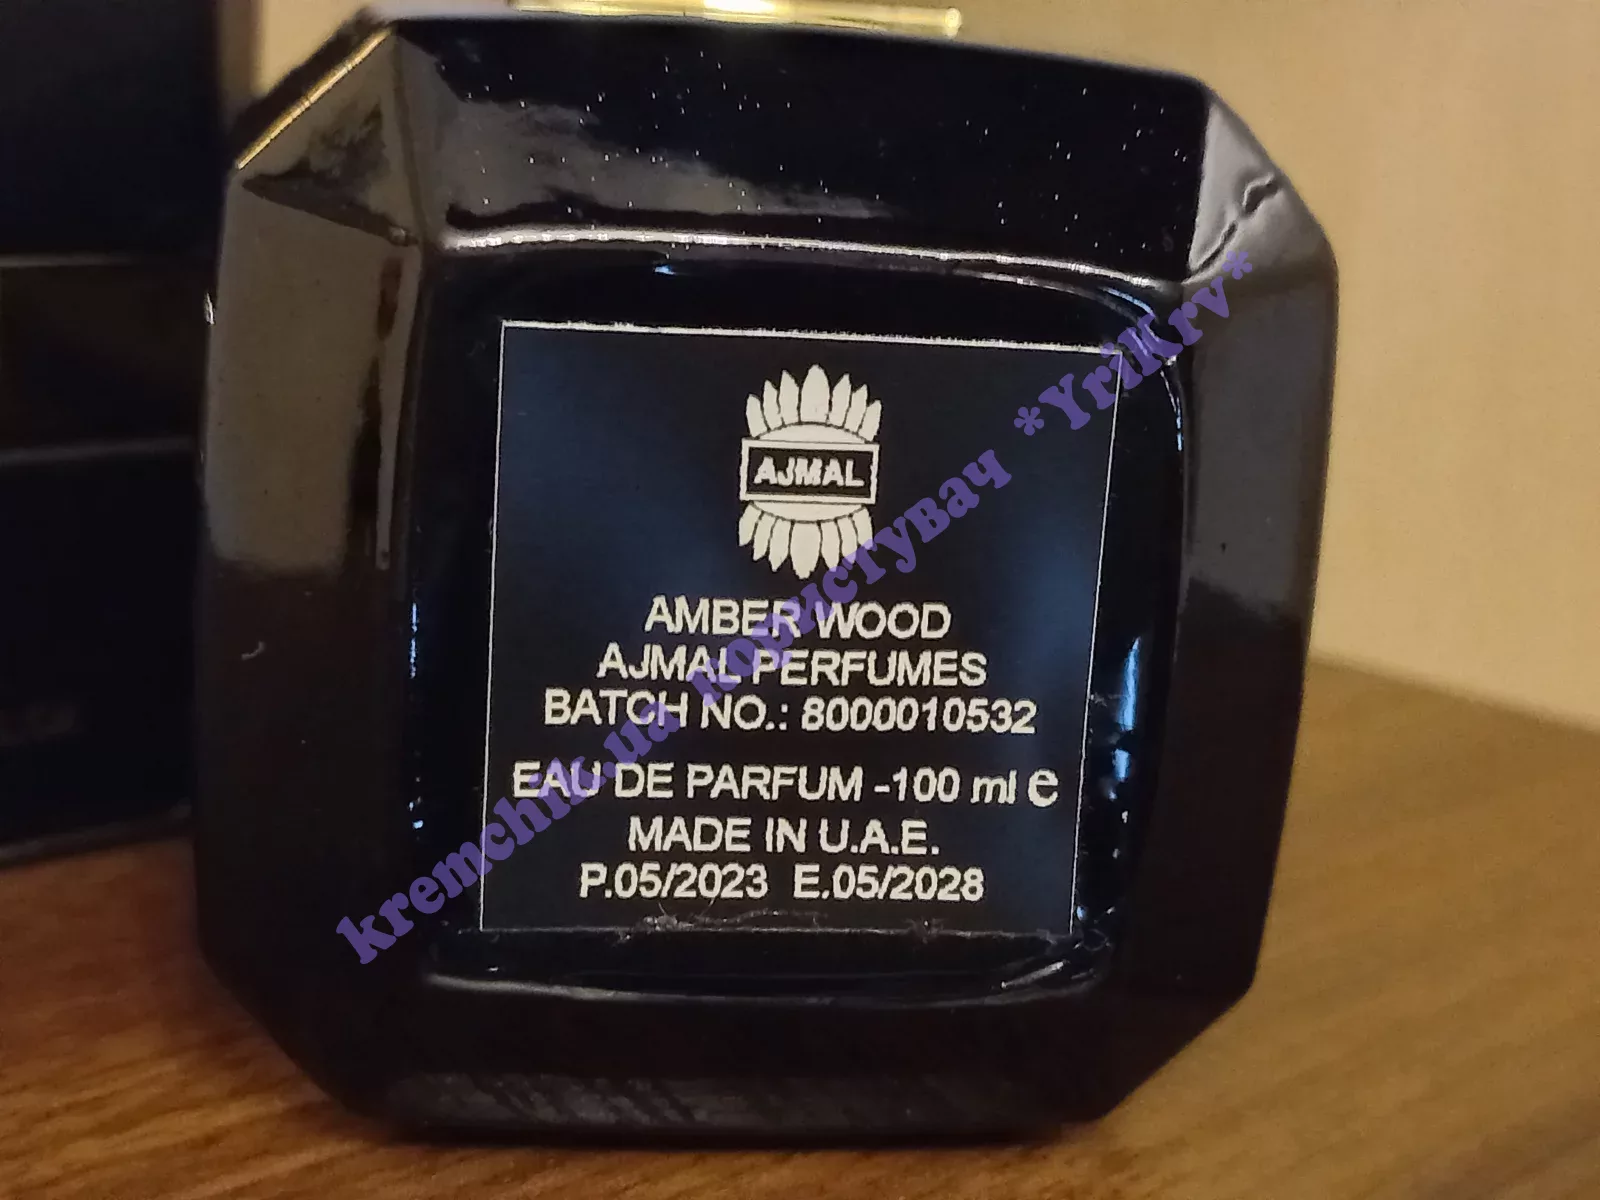 AJMAL
AMBER WOOD
AJMAL PERFUMES
BATCH NO.: 8000010532
EAU DE PARFUM -100 ml e
MADE IN U.A.E.
P.05/2023 E.05/2028
kremchik.ua користувач *YriKrv*